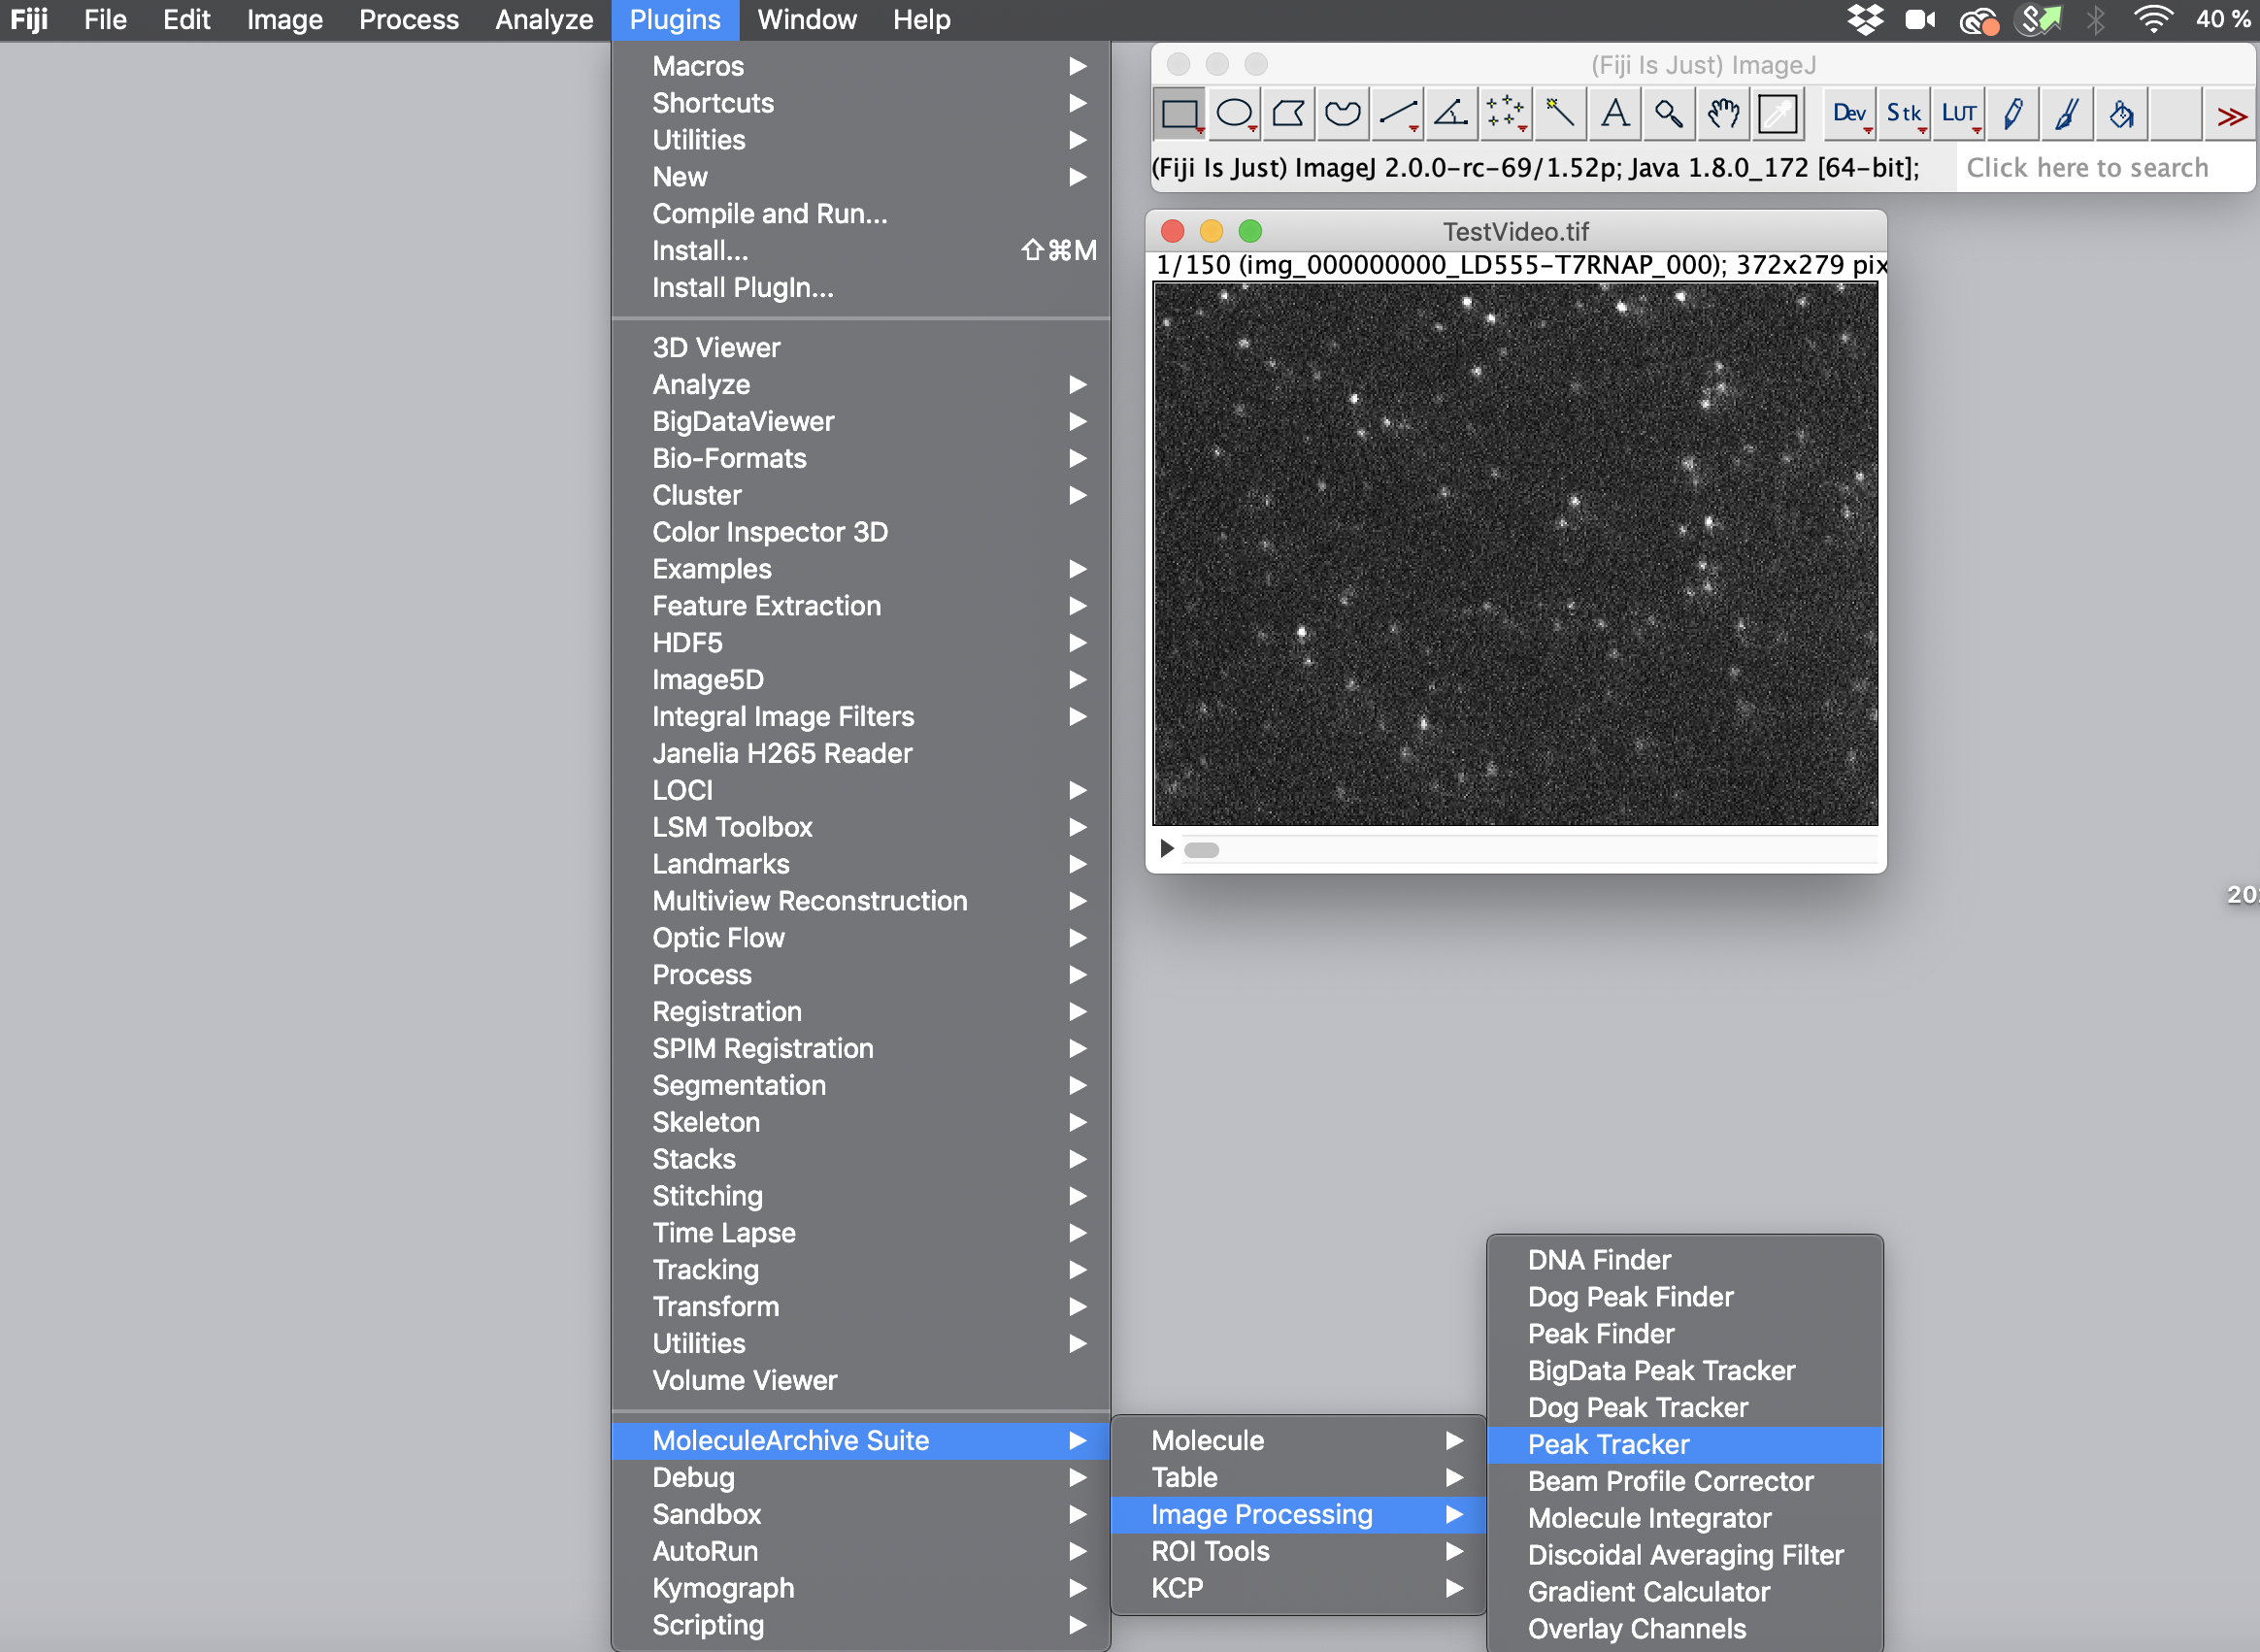 Fiji File Edit Image Process Analyze Plugins Window Help 40 %
Macros
Shortcuts
Utilities
New
Compile and Run...
Install... ⇧⌘M
Install PlugIn...
3D Viewer
Analyze
BigDataViewer
Bio-Formats
Cluster
Color Inspector 3D
Examples
Feature Extraction
HDF5
Image5D
Integral Image Filters
Janelia H265 Reader
LOCI
LSM Toolbox
Landmarks
Multiview Reconstruction
Optic Flow
Process
Registration
SPIM Registration
Segmentation
Skeleton
Stacks
Stitching
Time Lapse
Tracking
Transform
Utilities
Volume Viewer
MoleculeArchive Suite
Debug
Sandbox
AutoRun
Kymograph
Scripting
Molecule
Table
Image Processing
ROI Tools
KCP
DNA Finder
Dog Peak Finder
Peak Finder
BigData Peak Tracker
Dog Peak Tracker
Peak Tracker
Beam Profile Corrector
Molecule Integrator
Discoidal Averaging Filter
Gradient Calculator
Overlay Channels
(Fiji Is Just) ImageJ
A Dev Stk LUT
(Fiji Is Just) ImageJ 2.0.0-rc-69/1.52p; Java 1.8.0_172 [64-bit]; Click here to search
TestVideo.tif
1/150 (img_000000000_LD555-T7RNAP_000); 372x279 pix